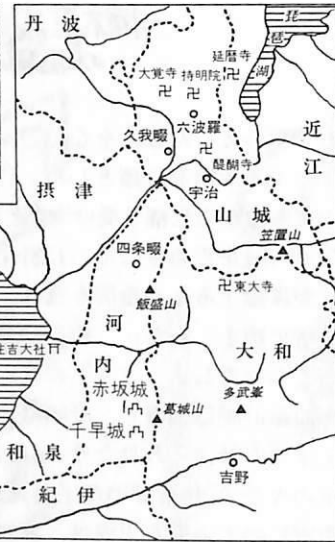 丹波
琵琶湖
延暦寺
大覚寺
持明院
六波羅
近江
久我畷
醍醐寺
宇治
摂津
山城
笠置山
四条畷
東大寺
飯盛山
河内
大和
住吉大社
赤坂城
多武峯
葛城山
千早城
和泉
吉野
紀伊